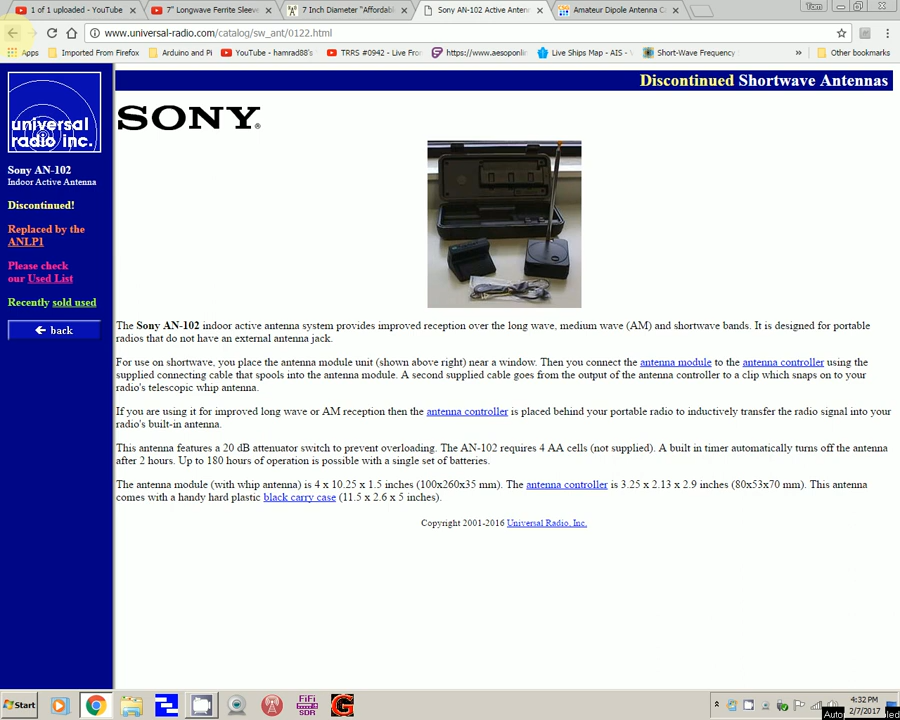 1 of 1 uploaded - YouTube
7" Longwave Ferrite Sleeve
7 Inch Diameter "Affordabl
Sony AN-102 Active Antenn
Amateur Dipole Antenna C
Tom
www.universal-radio.com/catalog/sw_ant/0122.html
Apps
Imported From Firefox
Arduino and Pi
YouTube - hamrad88's
TRRS #0942 - Live Fro
https://www.aesoponlin
Live Ships Map - AIS -
Short-Wave Frequency
»
Other bookmarks
Discontinued Shortwave Antennas
universal
radio inc.
Sony AN-102
Indoor Active Antenna
Discontinued!
Replaced by the
ANLP1
Please check
our Used List
Recently sold used
back
SONY®
The Sony AN-102 indoor active antenna system provides improved reception over the long wave, medium wave (AM) and shortwave bands. It is designed for portable
radios that do not have an external antenna jack.
For use on shortwave, you place the antenna module unit (shown above right) near a window. Then you connect the antenna module to the antenna controller using the
supplied connecting cable that spools into the antenna module. A second supplied cable goes from the output of the antenna controller to a clip which snaps on to your
radio's telescopic whip antenna.
If you are using it for improved long wave or AM reception then the antenna controller is placed behind your portable radio to inductively transfer the radio signal into your
radio's built-in antenna.
This antenna features a 20 dB attenuator switch to prevent overloading. The AN-102 requires 4 AA cells (not supplied). A built in timer automatically turns off the antenna
after 2 hours. Up to 180 hours of operation is possible with a single set of batteries.
The antenna module (with whip antenna) is 4 x 10.25 x 1.5 inches (100x260x35 mm). The antenna controller is 3.25 x 2.13 x 2.9 inches (80x53x70 mm). This antenna
comes with a handy hard plastic black carry case (11.5 x 2.6 x 5 inches).
Copyright 2001-2016 Universal Radio, Inc.
Start
FiFi
SDR
G
4:32 PM
2/7/2017